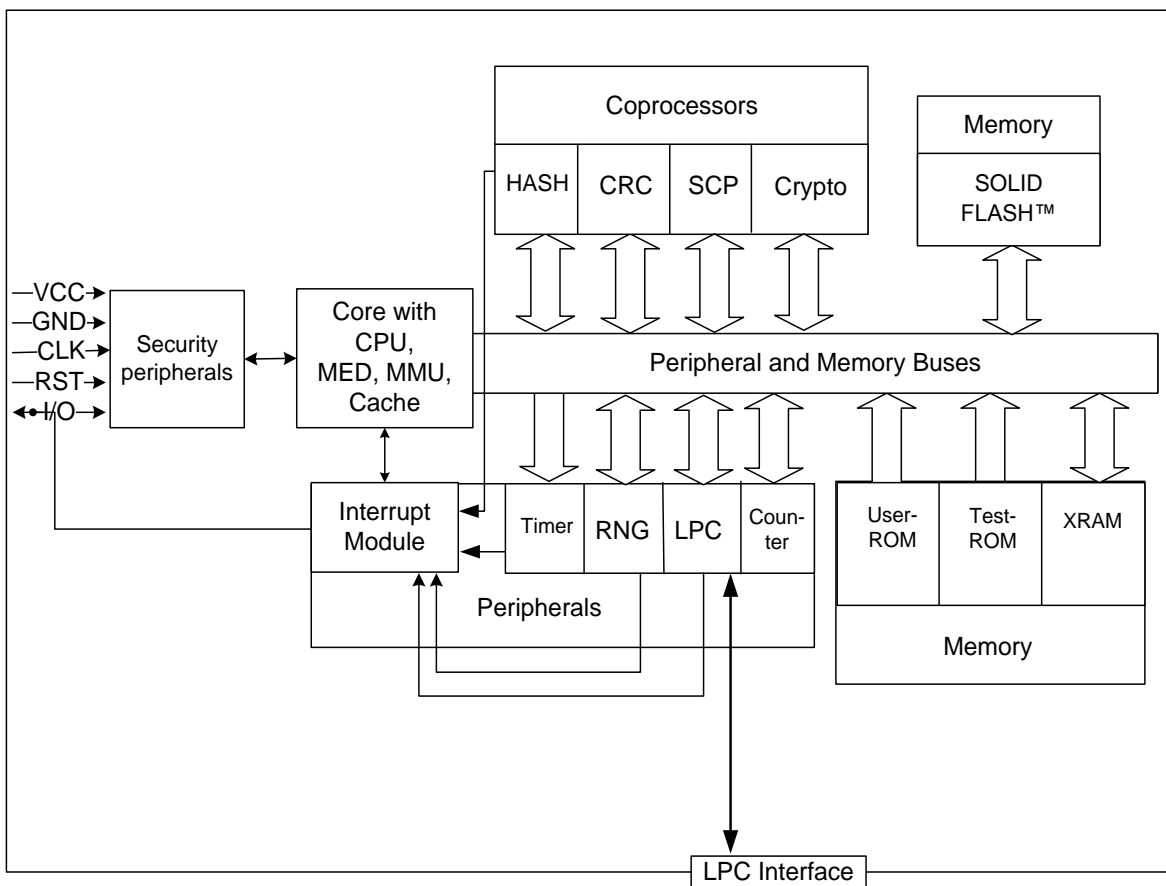 Coprocessors
HASH
CRC
SCP
Crypto
Memory
SOLID
FLASH™
VCC
GND
CLK
RST
I/O
Security
peripherals
Core with
CPU,
MED, MMU,
Cache
Peripheral and Memory Buses
Interrupt
Module
Timer
RNG
LPC
Coun-
ter
Peripherals
User-
ROM
Test-
ROM
XRAM
Memory
LPC Interface